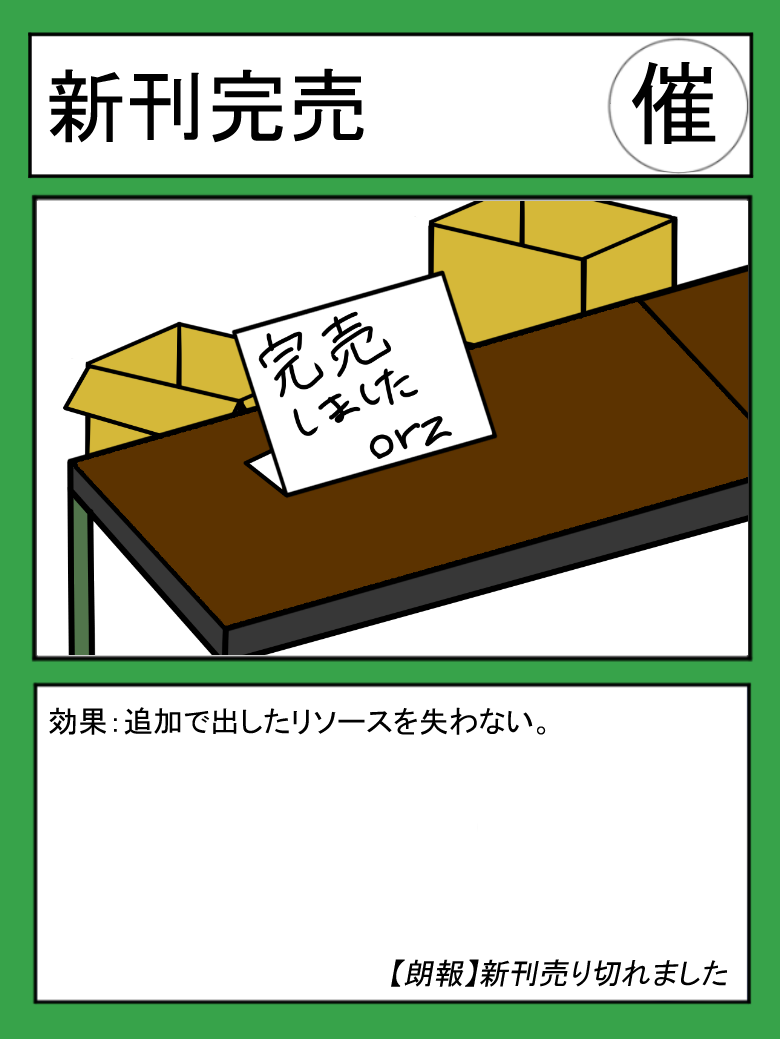 新刊完売
催
完売
しました
orz
効果：追加で出したリソースを失わない。
【朗報】新刊売り切れました